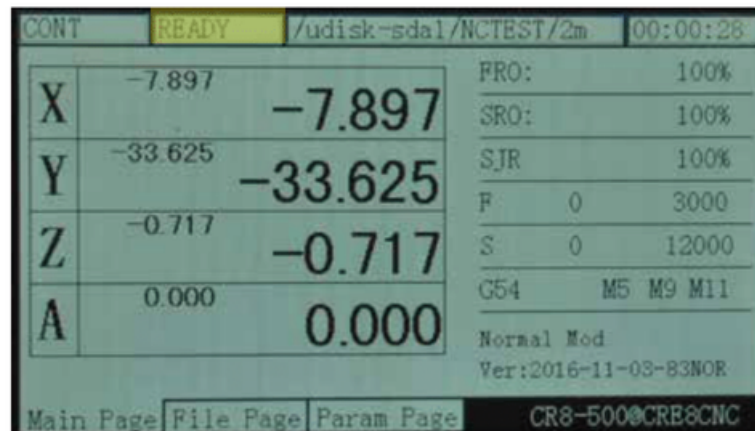 CONT READY /udisk-sda1/NCTEST/2m 00:00:28
X -7.897 -7.897
Y -33.625 -33.625
Z -0.717 -0.717
A 0.000 0.000
FRO: 100%
SRO: 100%
SJR 100%
F 0 3000
S 0 12000
G54 M5 M9 M11
Normal Mod
Ver:2016-11-03-83NOR
Main Page File Page Param Page CR8-500@CRE8CNC